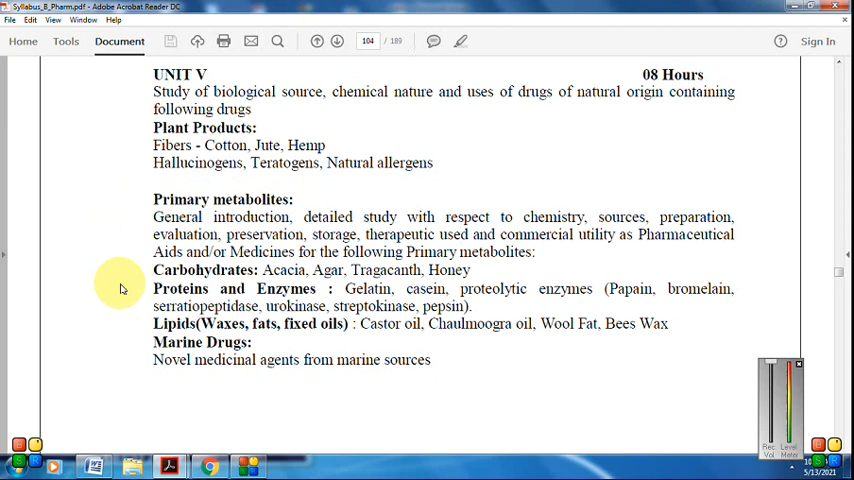 Syllabus_B_Pharm.pdf - Adobe Acrobat Reader DC
File Edit View Window Help
Home Tools Document 104 / 189 Sign In
UNIT V 08 Hours
Study of biological source, chemical nature and uses of drugs of natural origin containing
following drugs
Plant Products:
Fibers - Cotton, Jute, Hemp
Hallucinogens, Teratogens, Natural allergens
Primary metabolites:
General introduction, detailed study with respect to chemistry, sources, preparation,
evaluation, preservation, storage, therapeutic used and commercial utility as Pharmaceutical
Aids and/or Medicines for the following Primary metabolites:
Carbohydrates: Acacia, Agar, Tragacanth, Honey
Proteins and Enzymes : Gelatin, casein, proteolytic enzymes (Papain, bromelain,
serratiopeptidase, urokinase, streptokinase, pepsin).
Lipids(Waxes, fats, fixed oils) : Castor oil, Chaulmoogra oil, Wool Fat, Bees Wax
Marine Drugs:
Novel medicinal agents from marine sources
Rec Level
Vol Meter
B
S R
B
S R
5/13/2021